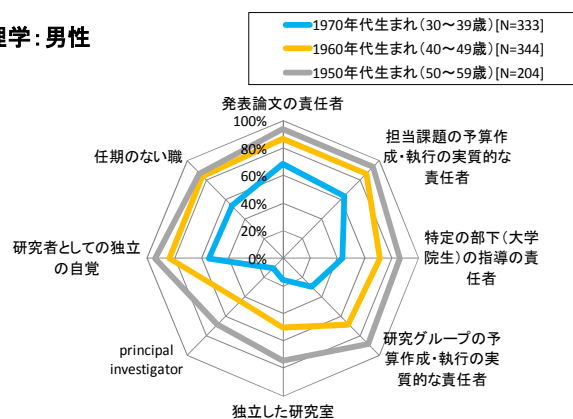 理学：男性
1970年代生まれ（30～39歳）[N=333]
1960年代生まれ（40～49歳）[N=344]
1950年代生まれ（50～59歳）[N=204]
発表論文の責任者
担当課題の予算作
成・執行の実質的な
責任者
特定の部下（大学
院生）の指導の責
任者
研究グループの予
算作成・執行の実
質的な責任者
独立した研究室
principal
investigator
研究者としての独立
の自覚
任期のない職
100%
80%
60%
40%
20%
0%